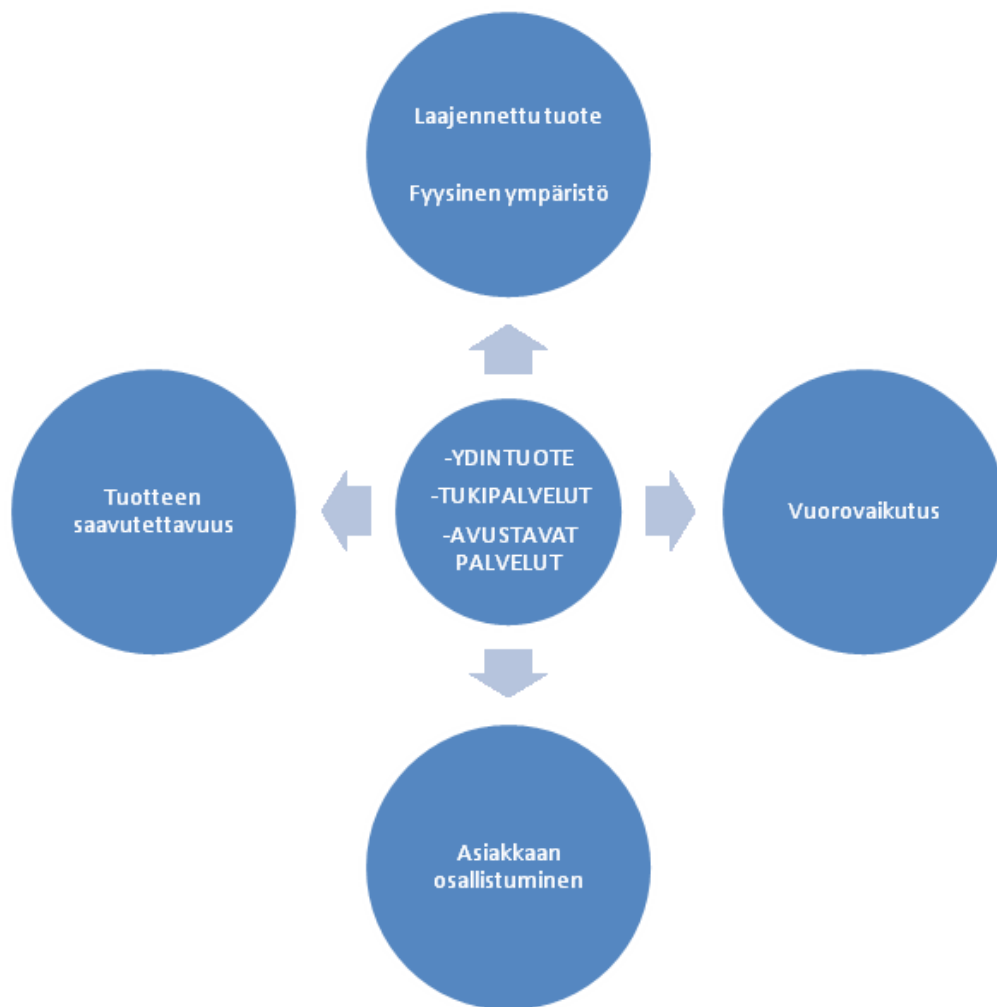 Laajennettu tuote
Fyysinen ympäristö
Tuotteen
saavutettavuus
-YDINTUOTE
-TUKIPALVELUT
-AVUSTAVAT
PALVELUT
Vuorovaikutus
Asiakkaan
osallistuminen